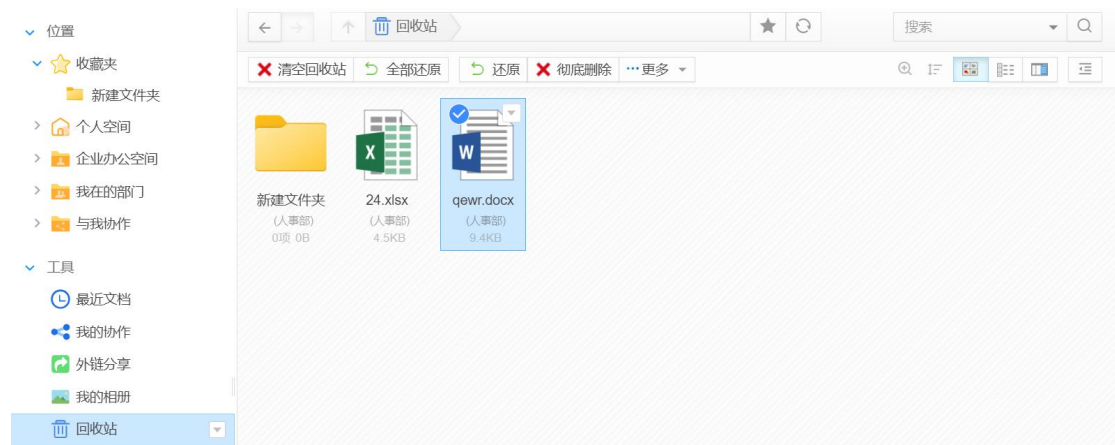 位置
收藏夹
新建文件夹
个人空间
企业办公空间
我在的部门
与我协作
工具
最近文档
我的协作
外链分享
我的相册
回收站
回收站
搜索
清空回收站 全部还原 还原 彻底删除 ···更多
X
W
新建文件夹 24.xlsx qewr.docx
(人事部) (人事部) (人事部)
0项 0B 4.5KB 9.4KB